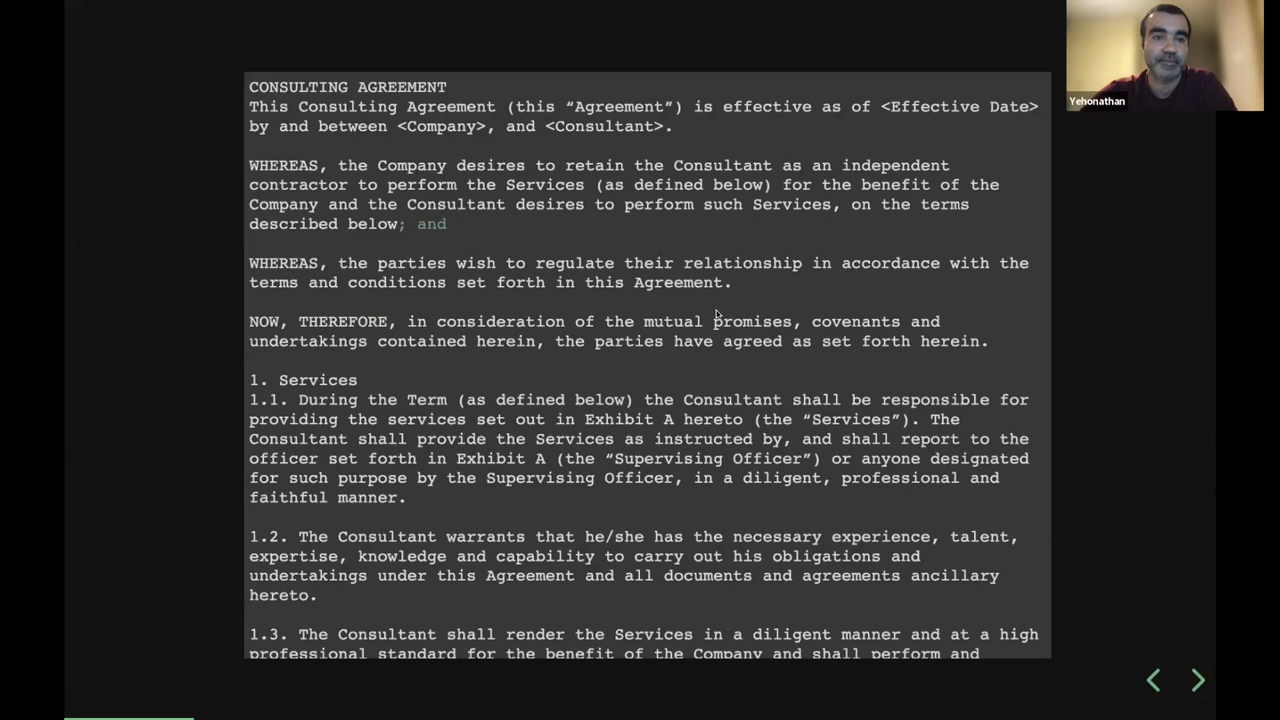 CONSULTING AGREEMENT
This Consulting Agreement (this “Agreement”) is effective as of <Effective Date>
by and between <Company>, and <Consultant>.
WHEREAS, the Company desires to retain the Consultant as an independent
contractor to perform the Services (as defined below) for the benefit of the
Company and the Consultant desires to perform such Services, on the terms
described below; and
WHEREAS, the parties wish to regulate their relationship in accordance with the
terms and conditions set forth in this Agreement.
NOW, THEREFORE, in consideration of the mutual promises, covenants and
undertakings contained herein, the parties have agreed as set forth herein.
1. Services
1.1. During the Term (as defined below) the Consultant shall be responsible for
providing the services set out in Exhibit A hereto (the “Services”). The
Consultant shall provide the Services as instructed by, and shall report to the
officer set forth in Exhibit A (the “Supervising Officer”) or anyone designated
for such purpose by the Supervising Officer, in a diligent, professional and
faithful manner.
1.2. The Consultant warrants that he/she has the necessary experience, talent,
expertise, knowledge and capability to carry out his obligations and
undertakings under this Agreement and all documents and agreements ancillary
hereto.
1.3. The Consultant shall render the Services in a diligent manner and at a high
professional standard for the benefit of the Company and shall perform and
Yehonathan